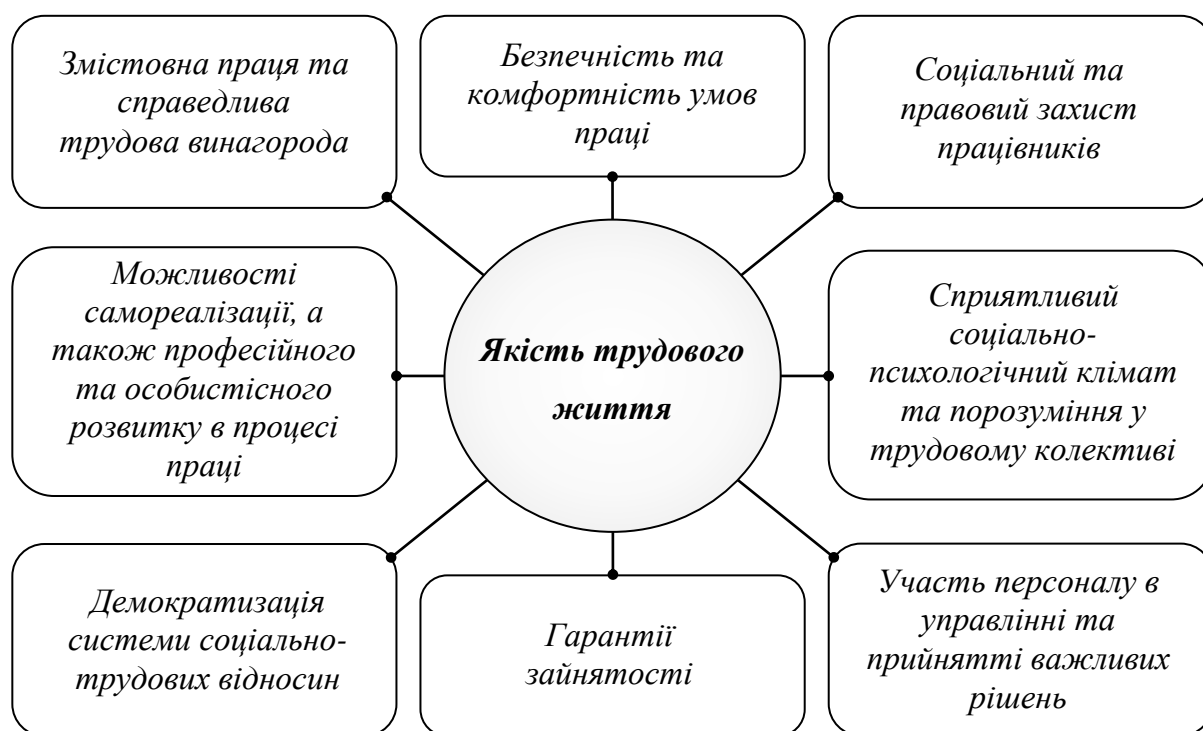 Змістовна праця та
справедлива
трудова винагорода
Безпечність та
комфортність умов
праці
Соціальний та
правовий захист
працівників
Можливості
самореалізації, а
також професійного
та особистісного
розвитку в процесі
праці
Якість трудового
життя
Сприятливий
соціально-
психологічний клімат
та порозуміння у
трудовому колективі
Демократизація
системи соціально-
трудових відносин
Гарантії
зайнятості
Участь персоналу в
управлінні та
прийнятті важливих
рішень